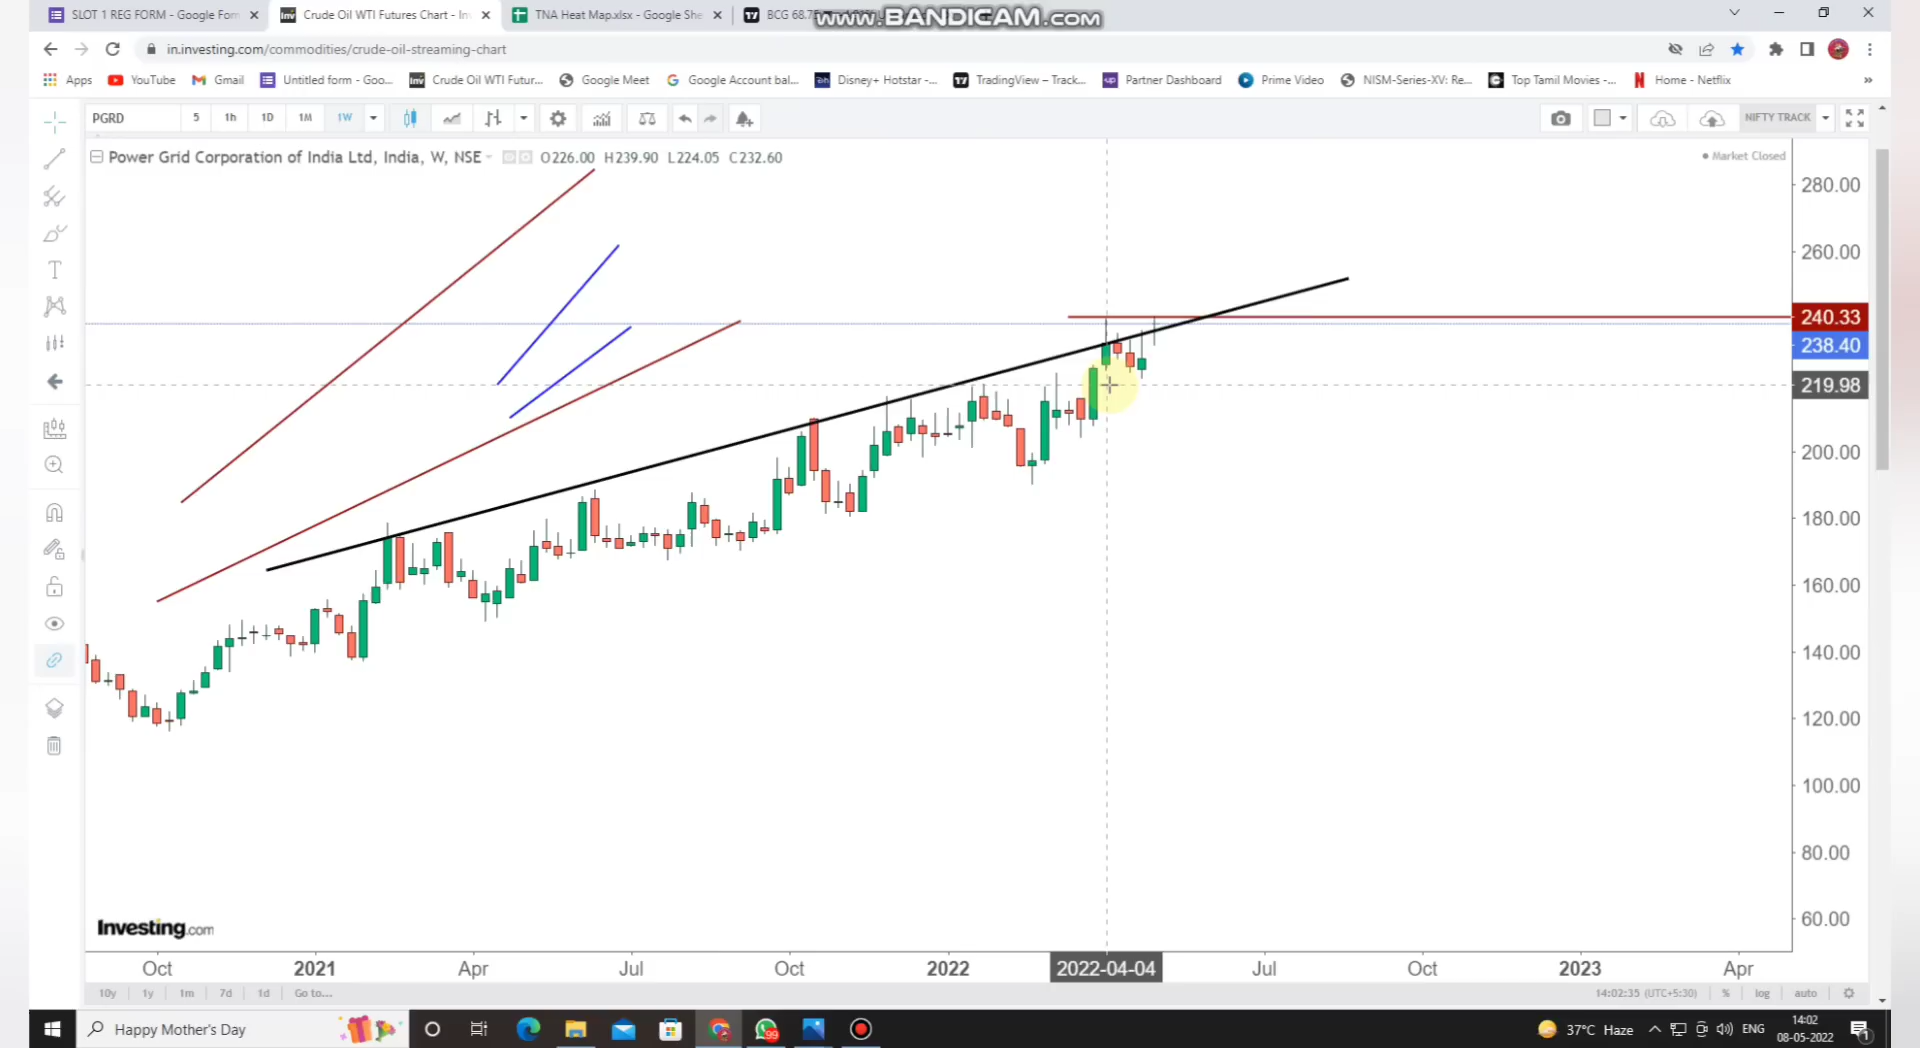 SLOT 1 REG FORM - Google Form
Crude Oil WTI Futures Chart - Inv
TNA Heat Map.xlsx - Google She
BCG 68.7
www.BANDICAM.com
in.investing.com/commodities/crude-oil-streaming-chart
Apps
YouTube
Gmail
Untitled form - Goo...
Crude Oil WTI Futur...
Google Meet
Google Account bal...
Disney+ Hotstar -...
TradingView – Track...
Partner Dashboard
Prime Video
NISM-Series-XV: Re...
Top Tamil Movies -...
Home - Netflix
»
PGRD 5 1h 1D 1M 1W
NIFTY TRACK
Power Grid Corporation of India Ltd, India, W, NSE O226.00 H239.90 L224.05 C232.60
Market Closed
280.00
260.00
240.33
238.40
219.98
200.00
180.00
160.00
140.00
120.00
100.00
80.00
60.00
Investing.com
Oct 2021 Apr Jul Oct 2022 2022-04-04 Jul Oct 2023 Apr
10y 1y 1m 7d 1d Go to...
14:02:35 (UTC+5:30) % log auto
Happy Mother's Day
99
37°C Haze
ENG
14:02
08-05-2022
1